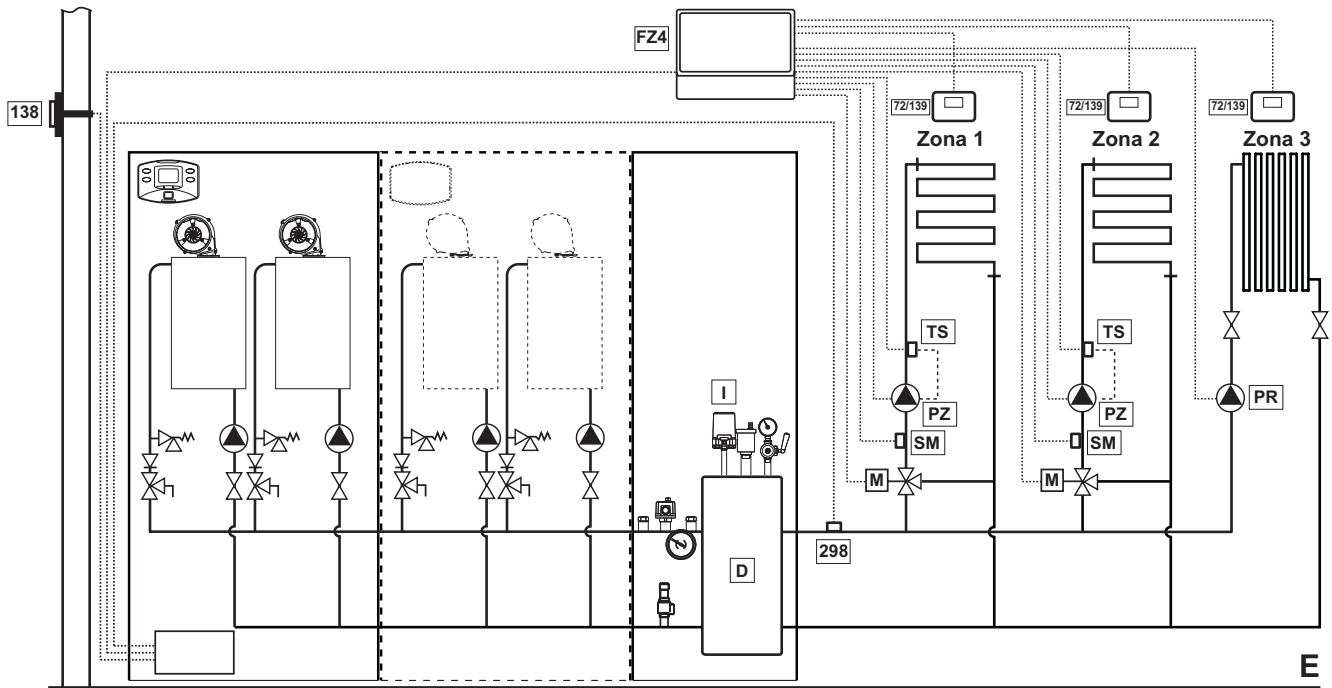 FZ4
138
72/139
72/139
72/139
Zona 1
Zona 2
Zona 3
TS
TS
I
PZ
PZ
PR
SM
SM
M
M
298
D
E